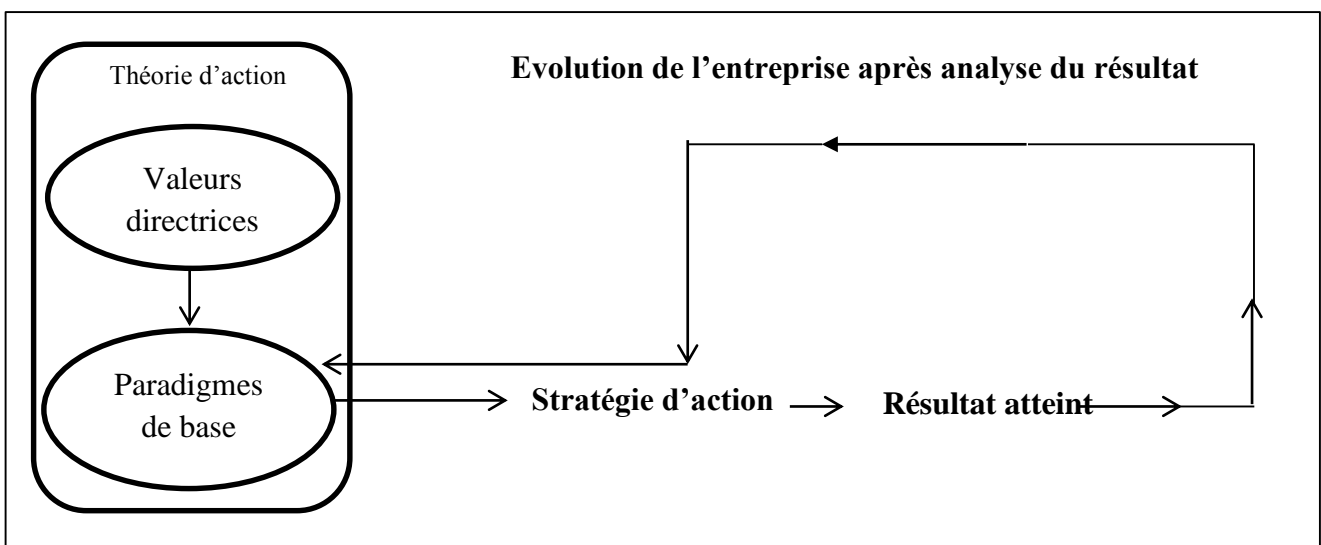 Théorie d’action
Evolution de l’entreprise après analyse du résultat
Valeurs
directrices
Paradigmes
de base
Stratégie d’action
Résultat atteint